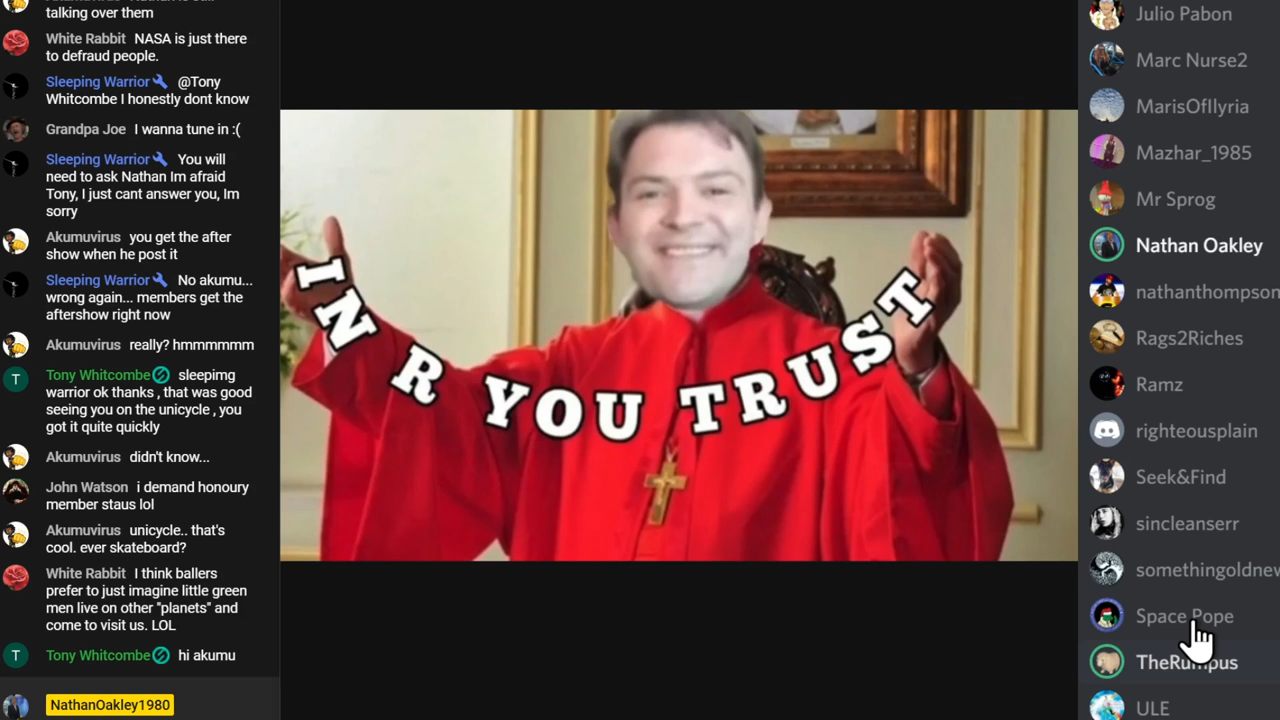 talking over them
White Rabbit NASA is just there
to defraud people.
Sleeping Warrior @Tony
Whitcombe I honestly dont know
Grandpa Joe I wanna tune in :(
Sleeping Warrior You will
need to ask Nathan Im afraid
Tony, I just cant answer you, Im
sorry
Akumuvirus you get the after
show when he post it
Sleeping Warrior No akumu...
wrong again... members get the
aftershow right now
Akumuvirus really? hmmmmmm
T Tony Whitcombe sleepimg
warrior ok thanks , that was good
seeing you on the unicycle , you
got it quite quickly
Akumuvirus didn't know...
John Watson i demand honoury
member staus lol
Akumuvirus unicycle.. that's
cool. ever skateboard?
White Rabbit I think ballers
prefer to just imagine little green
men live on other "planets" and
come to visit us. LOL
T Tony Whitcombe hi akumu
NathanOakley1980
IN R YOU TRUST
Julio Pabon
Marc Nurse2
MarisOfIlyria
Mazhar_1985
Mr Sprog
Nathan Oakley
nathanthompson
Rags2Riches
Ramz
righteousplain
Seek&Find
sincleanserr
somethingoldnew
Space Pope
TheRumpus
ULE